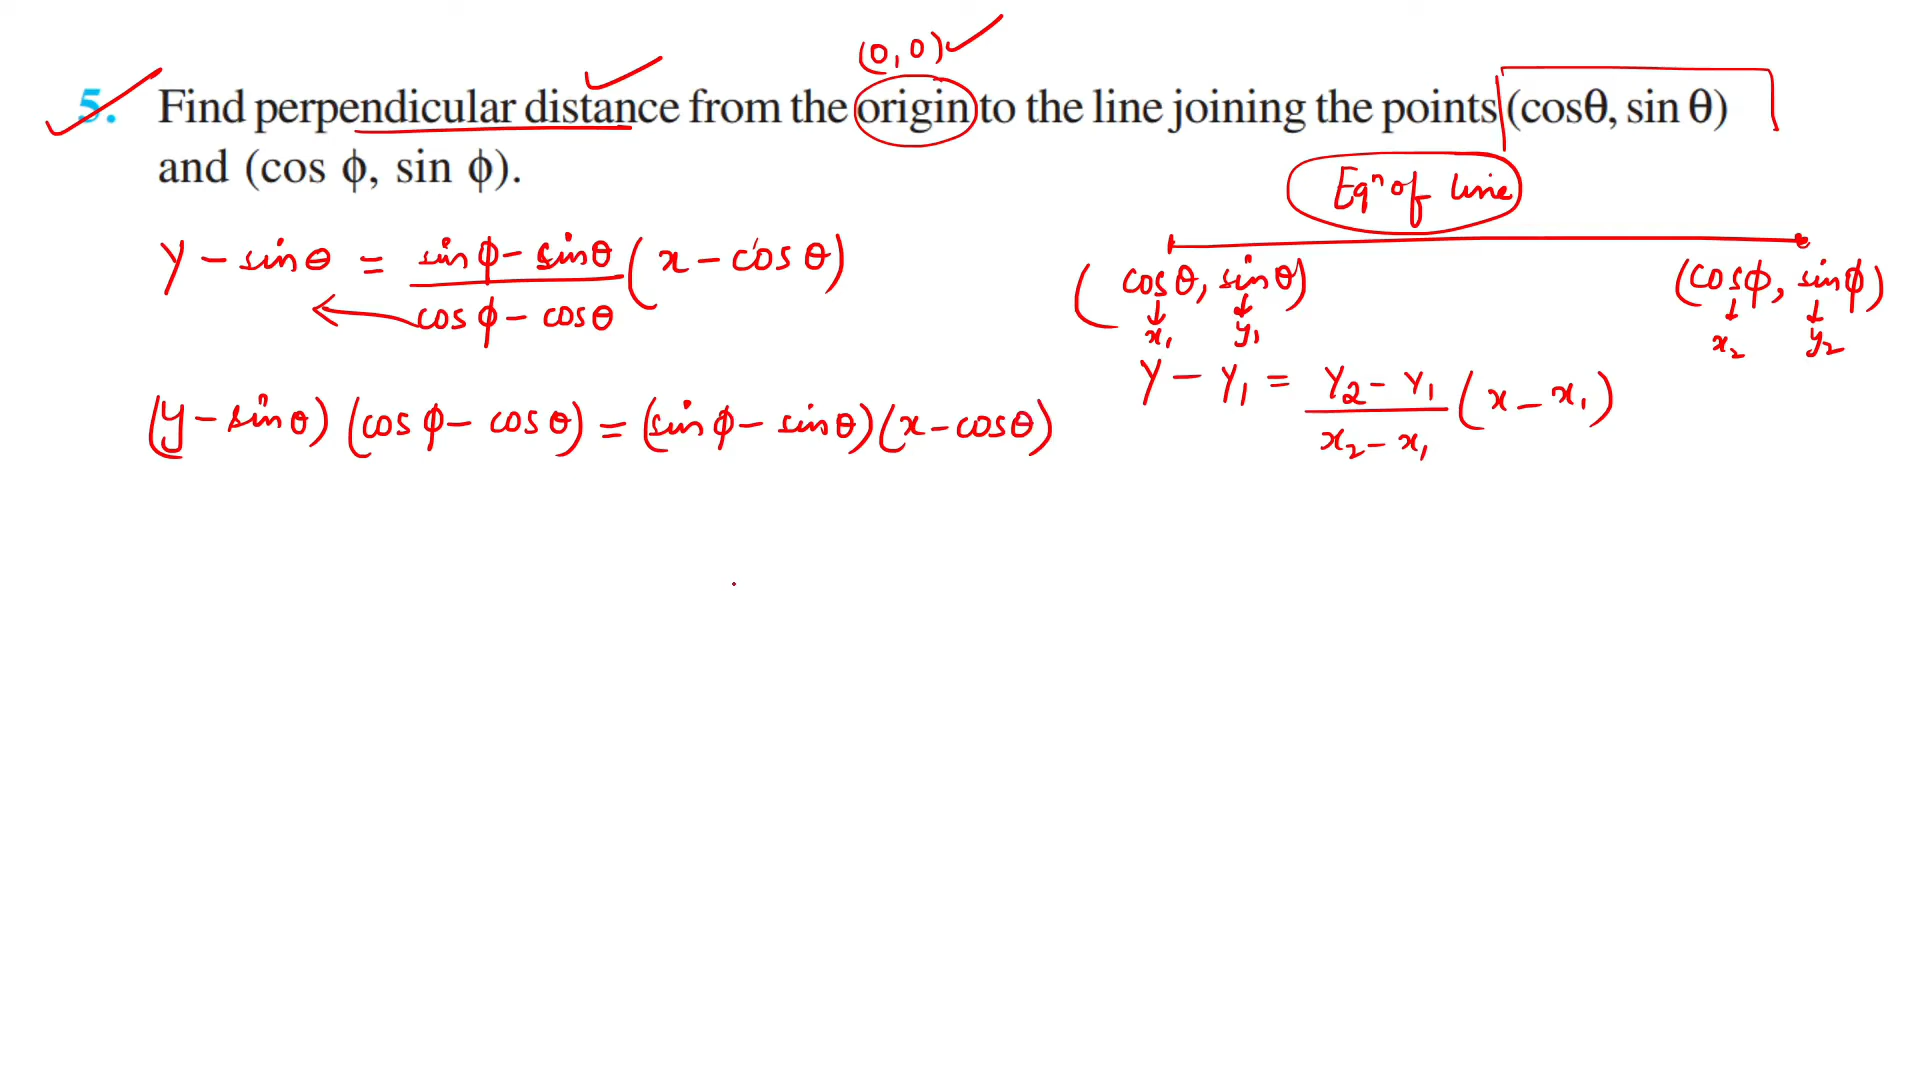 (0,0)
5. Find perpendicular distance from the origin to the line joining the points (cosθ, sin θ)
and (cos ϕ, sin ϕ).
Eqⁿ of line
y - sinθ = (sinϕ - sinθ)/(cosϕ - cosθ) (x - cosθ)
(cosθ, sinθ) (cosϕ, sinϕ)
x₁ y₁ x₂ y₂
y - y₁ = (y₂ - y₁)/(x₂ - x₁) (x - x₁)
(y - sinθ) (cosϕ - cosθ) = (sinϕ - sinθ)(x - cosθ)